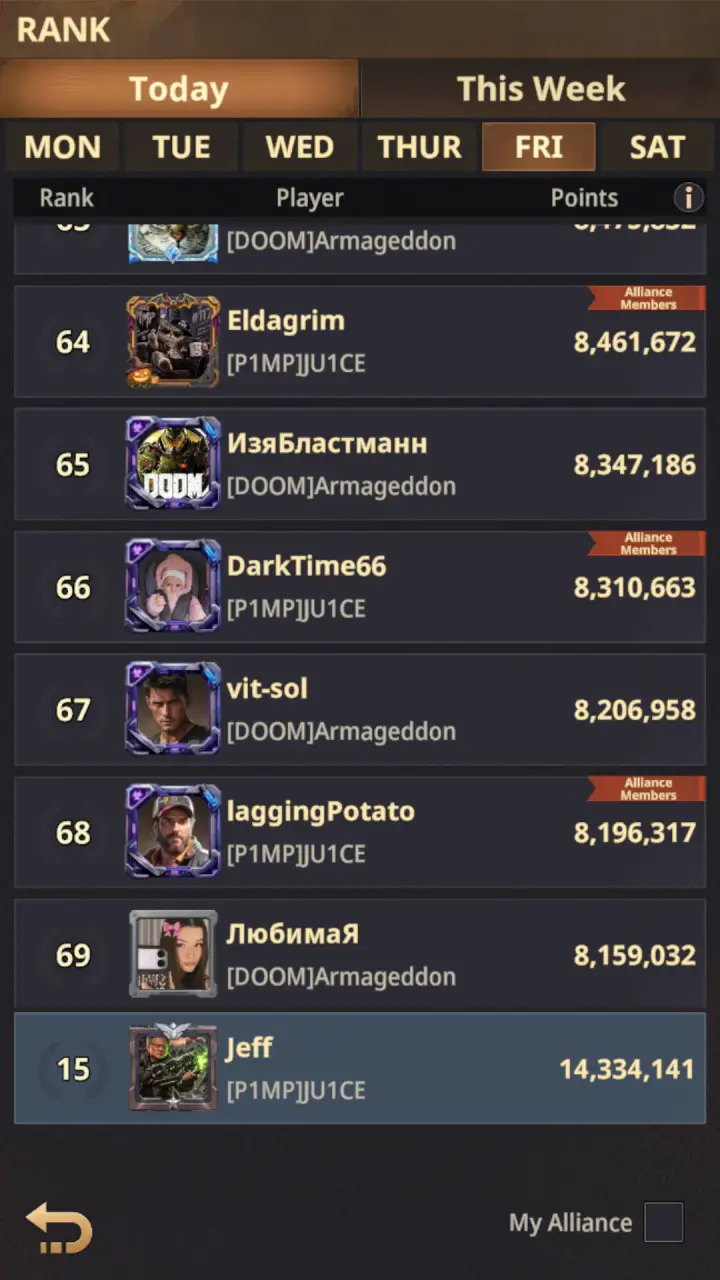 RANK
Today
This Week
MON
TUE
WED
THUR
FRI
SAT
Rank
Player
Points
[DOOM]Armageddon
64
Eldagrim
[P1MP]JU1CE
Alliance
Members
8,461,672
65
ИзяБластманн
[DOOM]Armageddon
8,347,186
DOOM
66
DarkTime66
[P1MP]JU1CE
Alliance
Members
8,310,663
67
vit-sol
[DOOM]Armageddon
8,206,958
68
laggingPotato
[P1MP]JU1CE
Alliance
Members
8,196,317
69
ЛюбимаЯ
[DOOM]Armageddon
8,159,032
15
Jeff
[P1MP]JU1CE
14,334,141
My Alliance